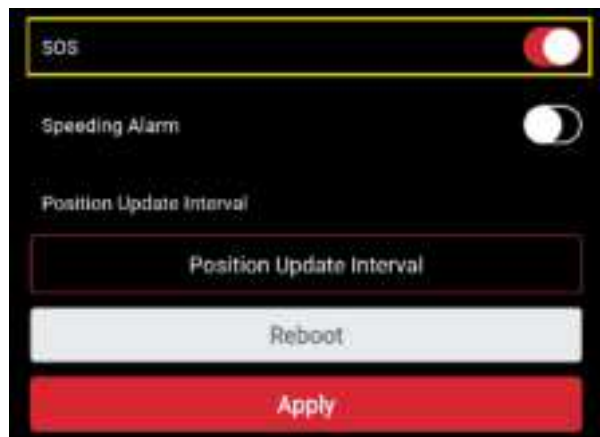 SOS
Speeding Alarm
Position Update Interval
Position Update Interval
Reboot
Apply